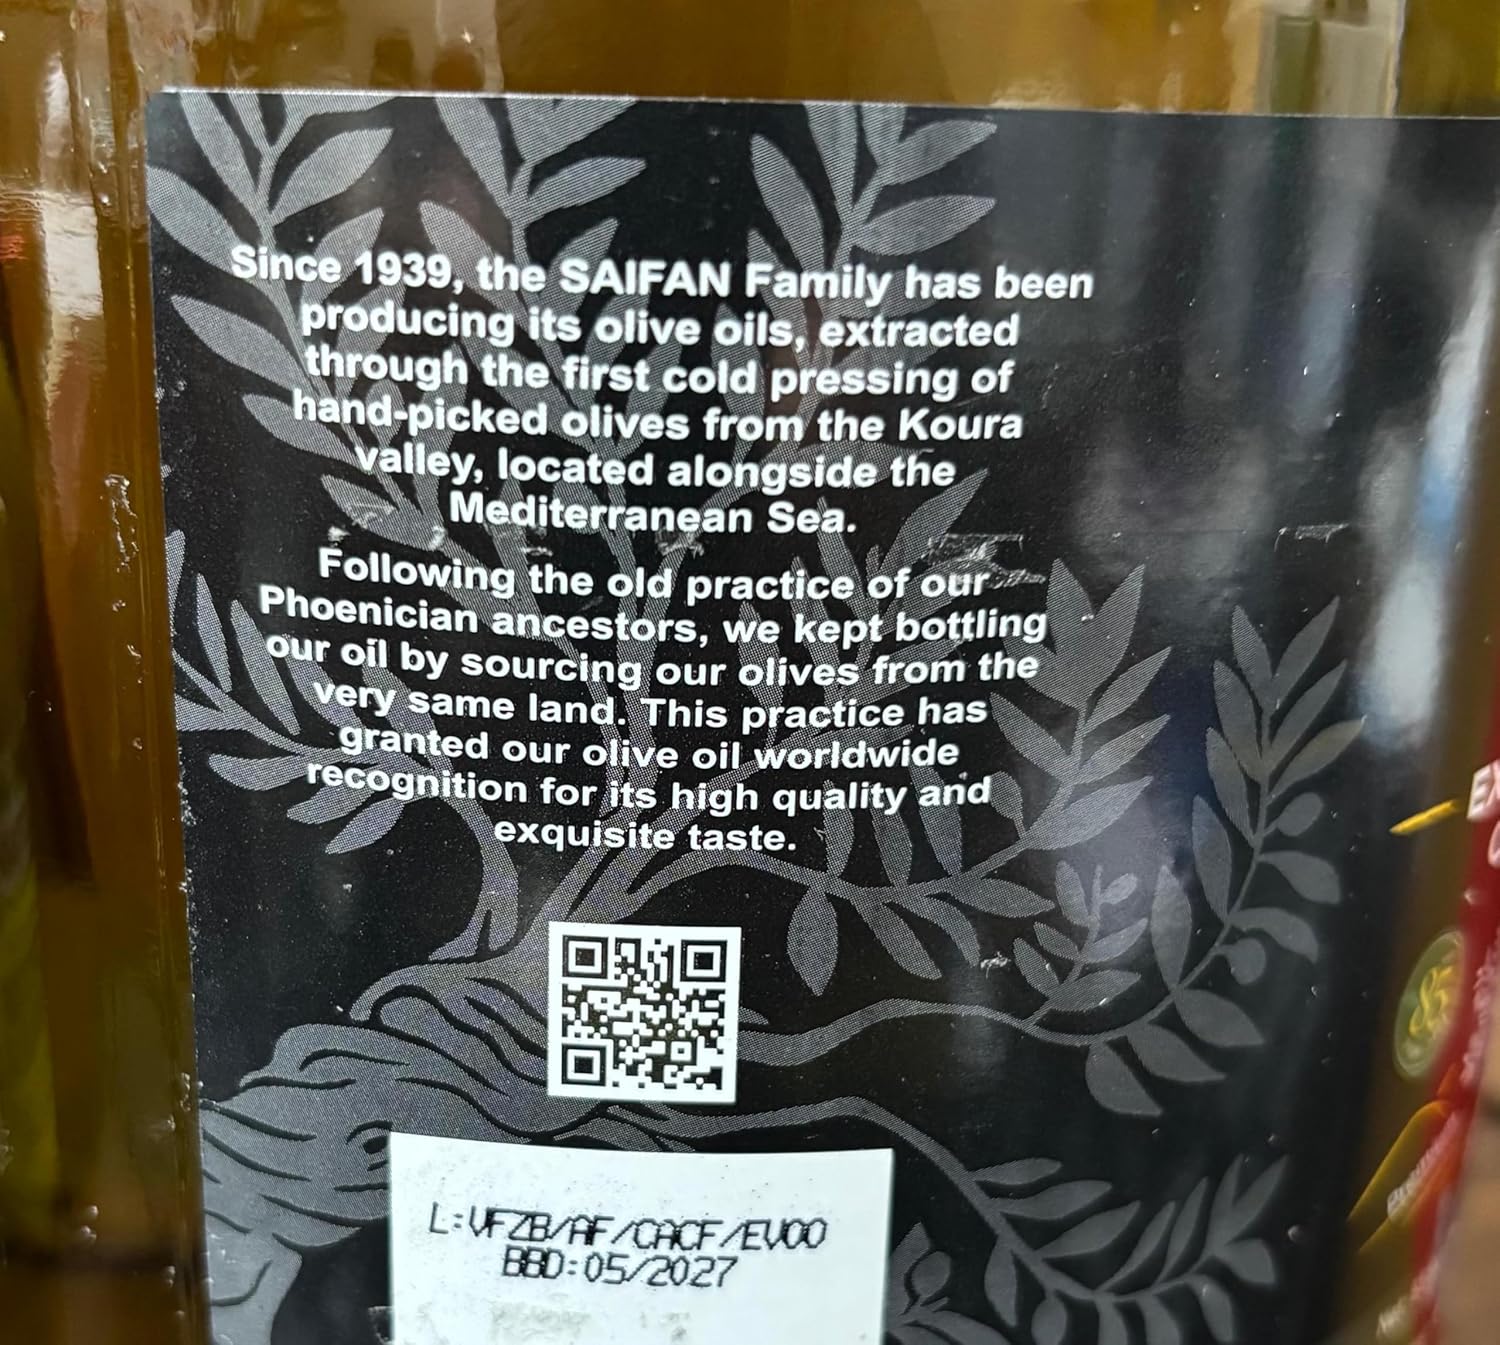 Since 1939, the SAIFAN Family has been
producing its olive oils, extracted
through the first cold pressing of
hand-picked olives from the Koura
valley, located alongside the
Mediterranean Sea.
Following the old practice of our
Phoenician ancestors, we kept bottling
our oil by sourcing our olives from the
very same land. This practice has
granted our olive oil worldwide
recognition for its high quality and
exquisite taste.
L:VFZB/AF/CACF/EVOO
BBD:05/2027
85